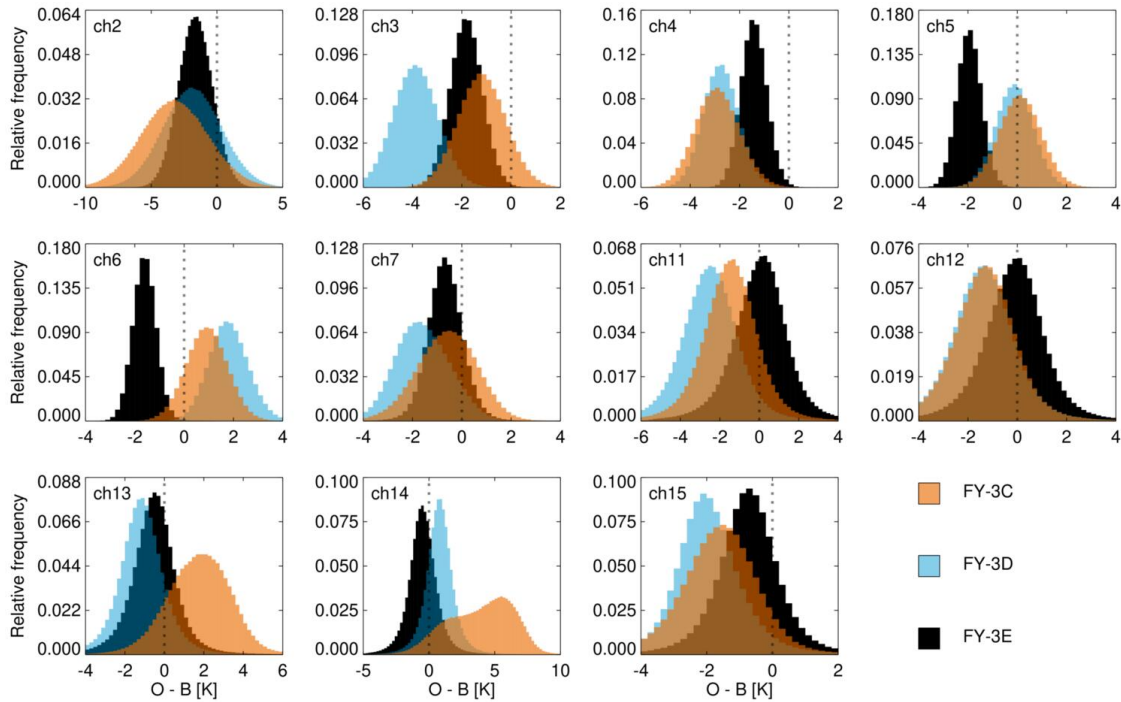 Relative frequency
ch2
0.064
0.048
0.032
0.016
0.000
-10 -5 0 5
ch3
0.128
0.096
0.064
0.032
0.000
-6 -4 -2 0 2
ch4
0.16
0.12
0.08
0.04
0.00
-6 -4 -2 0 2
ch5
0.180
0.135
0.090
0.045
0.000
-4 -2 0 2 4
Relative frequency
ch6
0.180
0.135
0.090
0.045
0.000
-4 -2 0 2 4
ch7
0.128
0.096
0.064
0.032
0.000
-4 -2 0 2 4
ch11
0.068
0.051
0.034
0.017
0.000
-6 -4 -2 0 2 4
ch12
0.076
0.057
0.038
0.019
0.000
-4 -2 0 2 4
Relative frequency
ch13
0.088
0.066
0.044
0.022
0.000
-4 -2 0 2 4 6
O - B [K]
ch14
0.100
0.075
0.050
0.025
0.000
-5 0 5 10
O - B [K]
ch15
0.100
0.075
0.050
0.025
0.000
-4 -2 0 2
O - B [K]
FY-3C
FY-3D
FY-3E